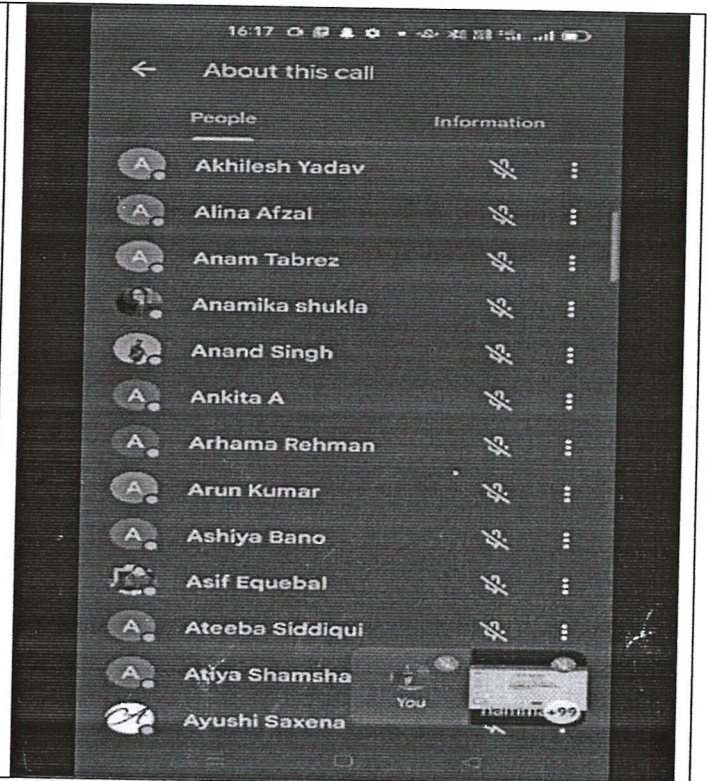 16:17
About this call
People Information
A Akhilesh Yadav
A Alina Afzal
A Anam Tabrez
Anamika shukla
Anand Singh
A Ankita A
A Arhama Rehman
A Arun Kumar
A Ashiya Bano
Asif Equebal
A Ateeba Siddiqui
A Atiya Shamsha
You
+99
Ayushi Saxena